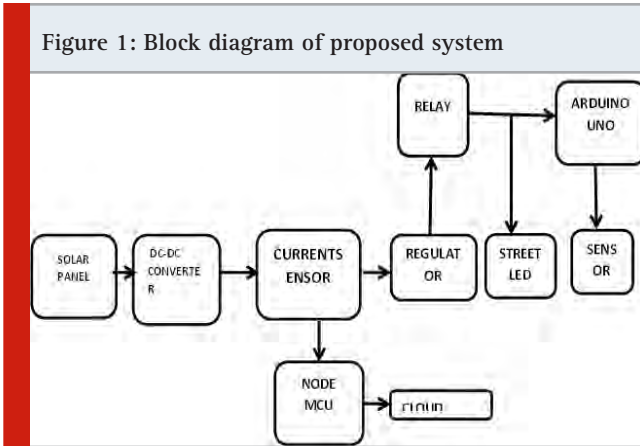 Figure 1: Block diagram of proposed system
RELAY
ARDUINO
UNO
SOLAR
PANEL
DC-DC
CONVERTE
R
CURRENTS
ENSOR
REGULAT
OR
STREET
LED
SENS
OR
NODE
MCU
CLOUD